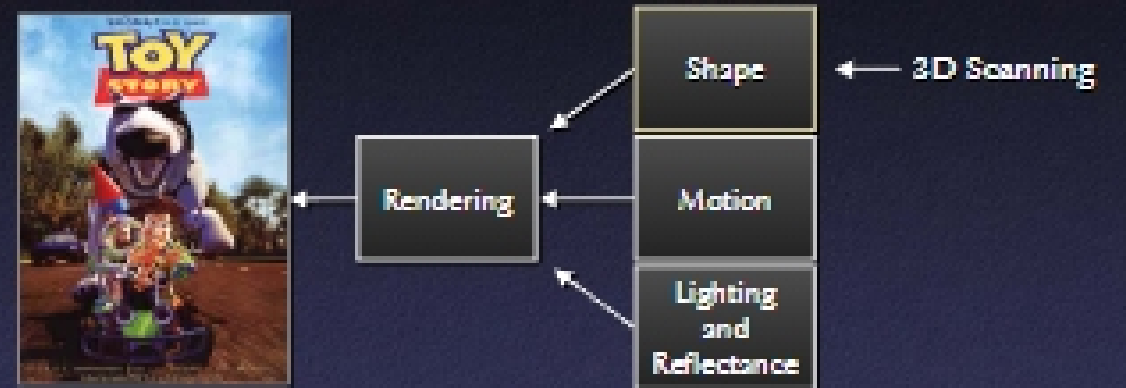 TOY
STORY
Rendering
Shape
3D Scanning
Motion
Lighting
and
Reflectance